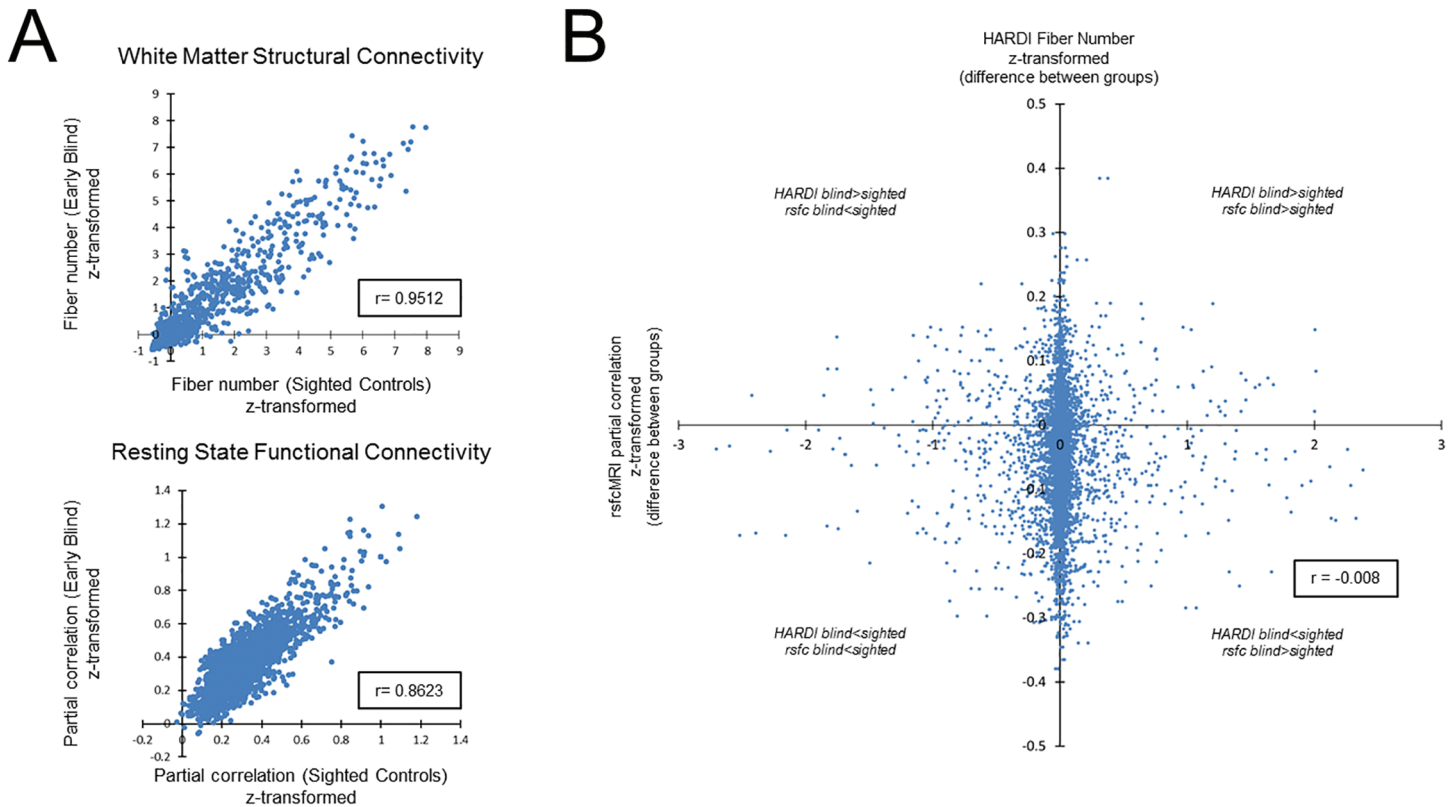 A
White Matter Structural Connectivity
Fiber number (Early Blind)
z-transformed
9
8
7
6
5
4
3
2
1
0
-1
-1
0
1
2
3
4
5
6
7
8
9
r= 0.9512
Fiber number (Sighted Controls)
z-transformed
Resting State Functional Connectivity
Partial correlation (Early Blind)
z-transformed
1.4
1.2
1
0.8
0.6
0.4
0.2
0
-0.2
-0.2
0
0.2
0.4
0.6
0.8
1
1.2
1.4
r= 0.8623
Partial correlation (Sighted Controls)
z-transformed
B
HARDI Fiber Number
z-transformed
(difference between groups)
0.5
0.4
0.3
0.2
0.1
0
-0.1
-0.2
-0.3
-0.4
-0.5
HARDI blind>sighted
rsfc blind<sighted
HARDI blind>sighted
rsfc blind>sighted
rsfcMRI partial correlation
z-transformed
(difference between groups)
-3
-2
-1
0
1
2
3
r = -0.008
HARDI blind<sighted
rsfc blind<sighted
HARDI blind<sighted
rsfc blind>sighted